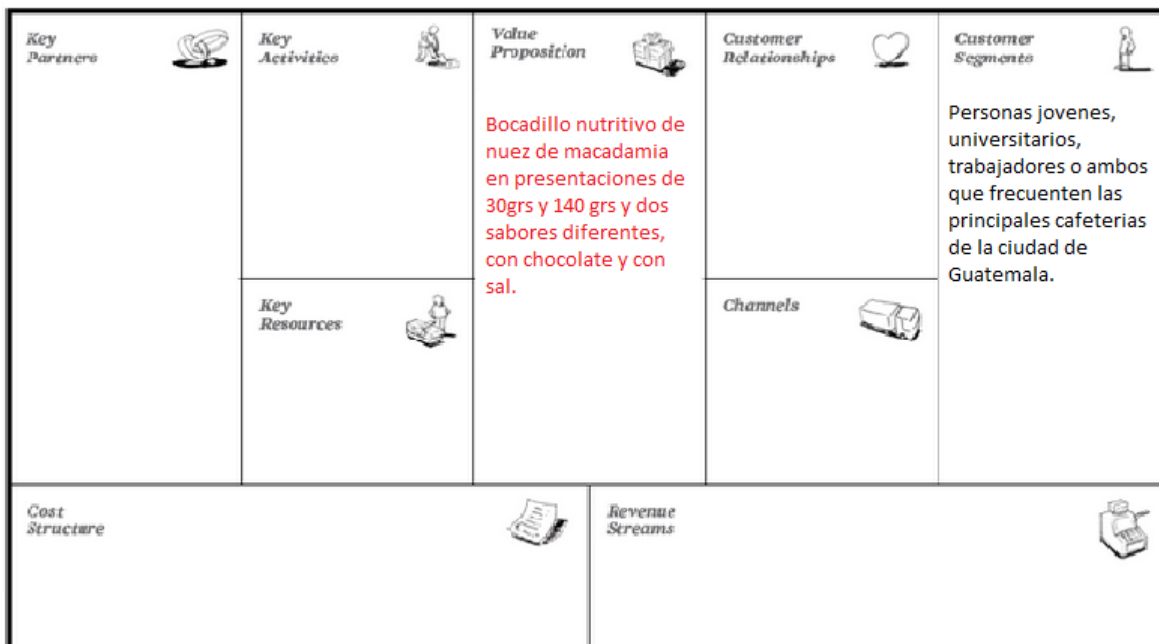 Key
Partners
Key
Activities
Value
Proposition
Customer
Relationships
Customer
Segments
Bocadillo nutritivo de
nuez de macadamia
en presentaciones de
30grs y 140 grs y dos
sabores diferentes,
con chocolate y con
sal.
Personas jovenes,
universitarios,
trabajadores o ambos
que frecuenten las
principales cafeterias
de la ciudad de
Guatemala.
Key
Resources
Channels
Cost
Structure
Revenue
Streams